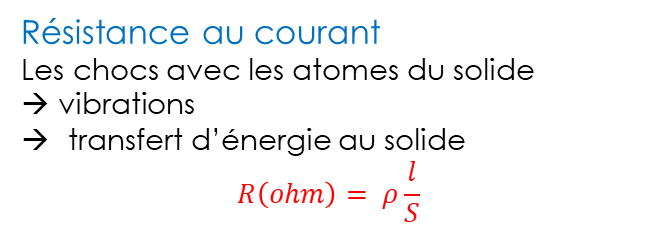 Résistance au courant
Les chocs avec les atomes du solide
→ vibrations
→ transfert d’énergie au solide
R(ohm) = ρ l/S